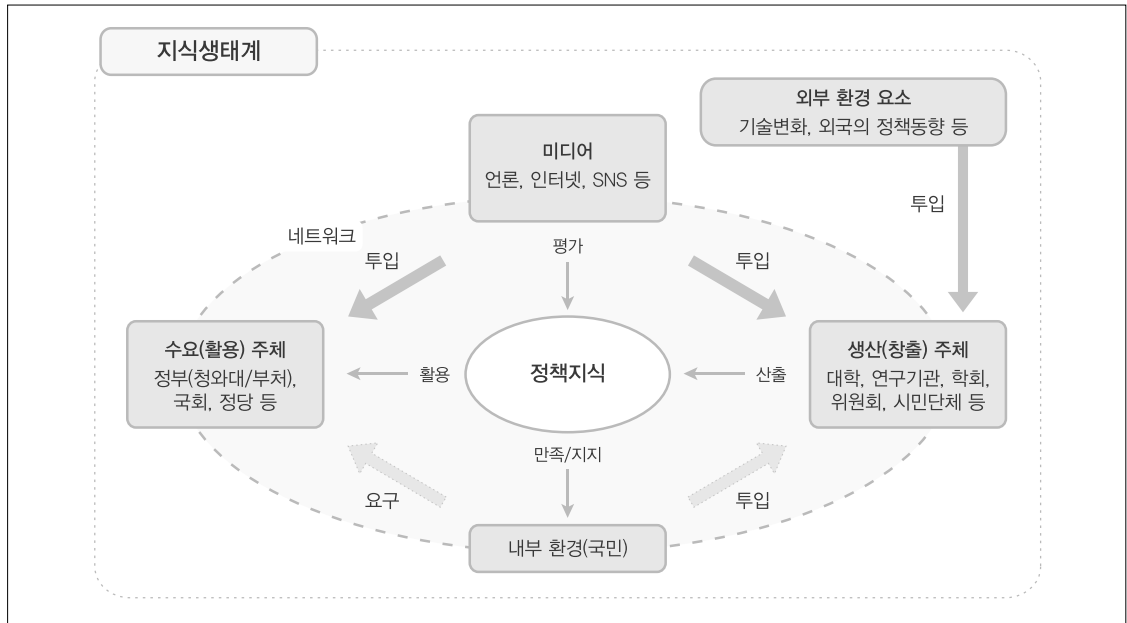 지식생태계
외부 환경 요소
기술변화, 외국의 정책동향 등
미디어
언론, 인터넷, SNS 등
투입
네트워크
투입
평가
투입
수요(활용) 주체
정부(청와대/부처),
국회, 정당 등
활용
정책지식
산출
생산(창출) 주체
대학, 연구기관, 학회,
위원회, 시민단체 등
만족/지지
요구
투입
내부 환경(국민)